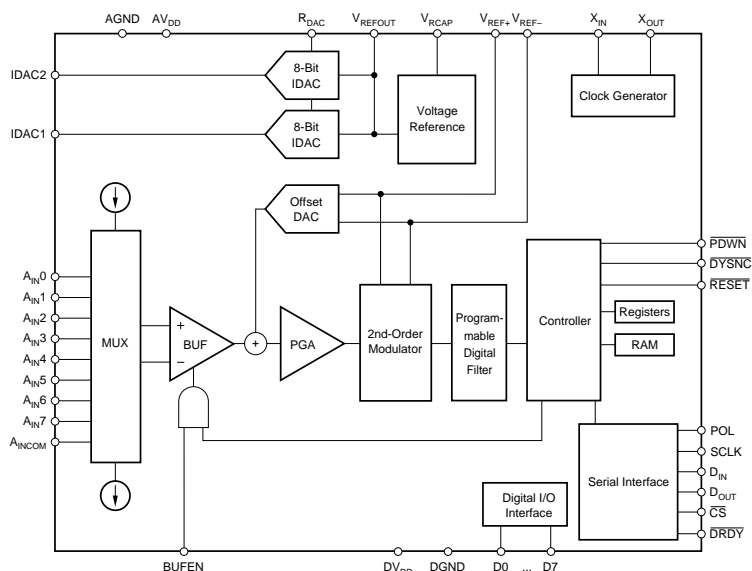 AGND AVDD RDAC VREFOUT VRCAP VREF+ VREF– XIN XOUT
IDAC2
8-Bit
IDAC
IDAC1
8-Bit
IDAC
Voltage
Reference
Clock Generator
Offset
DAC
AIN0
AIN1
AIN2
AIN3
AIN4
AIN5
AIN6
AIN7
AINCOM
MUX
+
BUF
–
+
PGA
2nd-Order
Modulator
Program-
mable
Digital
Filter
Controller
PDWN
DYSNC
RESET
Registers
RAM
Serial Interface
POL
SCLK
DIN
DOUT
CS
DRDY
Digital I/O
Interface
BUFEN DGND D0 ... D7